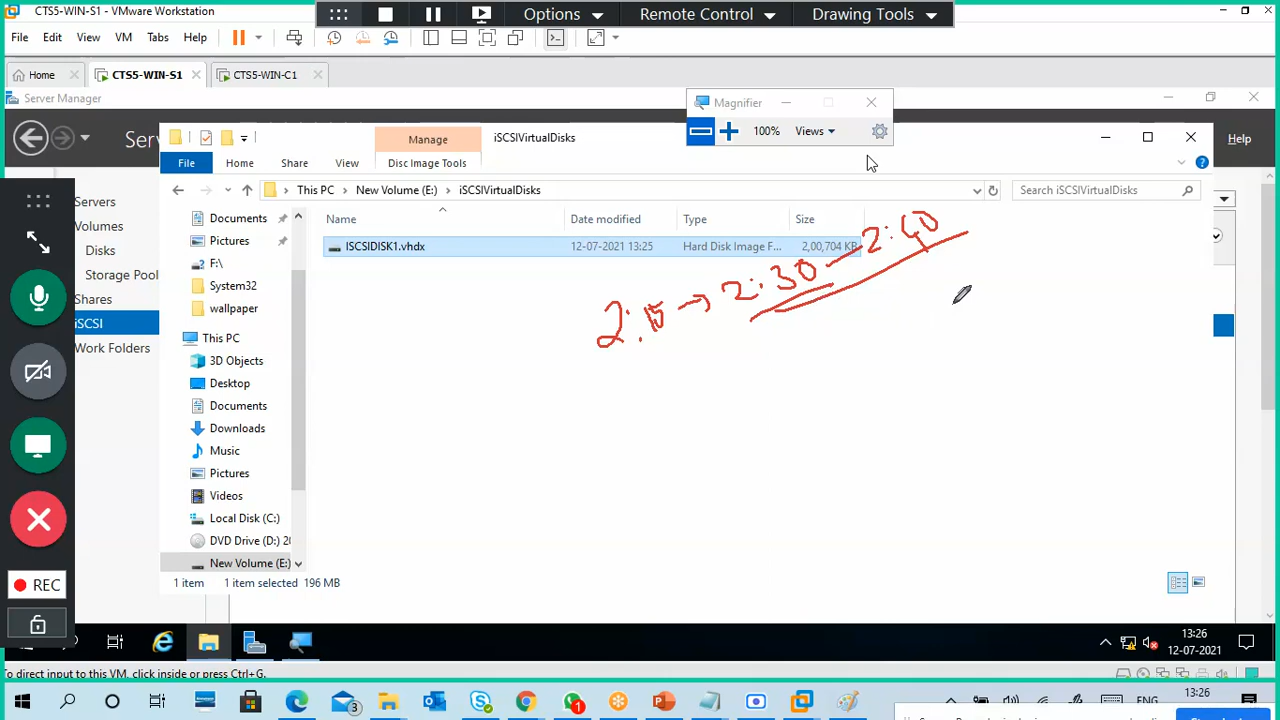 CTS5-WIN-S1 - VMware Workstation
Options
Remote Control
Drawing Tools
File Edit View VM Tabs Help
Home
CTS5-WIN-S1
CTS5-WIN-C1
Server Manager
Magnifier
100% Views
Manage
iSCSIVirtualDisks
Help
File Home Share View Disc Image Tools
This PC New Volume (E:) iSCSIVirtualDisks
Search iSCSIVirtualDisks
Servers
Volumes
Disks
Storage Pool
Shares
iSCSI
Work Folders
Documents
Pictures
F:\
System32
wallpaper
This PC
3D Objects
Desktop
Documents
Downloads
Music
Pictures
Videos
Local Disk (C:)
DVD Drive (D:) 20
New Volume (E:)
Name Date modified Type Size
ISCSIDISK1.vhdx 12-07-2021 13:25 Hard Disk Image F... 2,00,704 KB
2:15 → 2:30 — 2:40
1 item 1 item selected 196 MB
REC
13:26
12-07-2021
To direct input to this VM, click inside or press Ctrl+G.
3
1
ENG
13:26